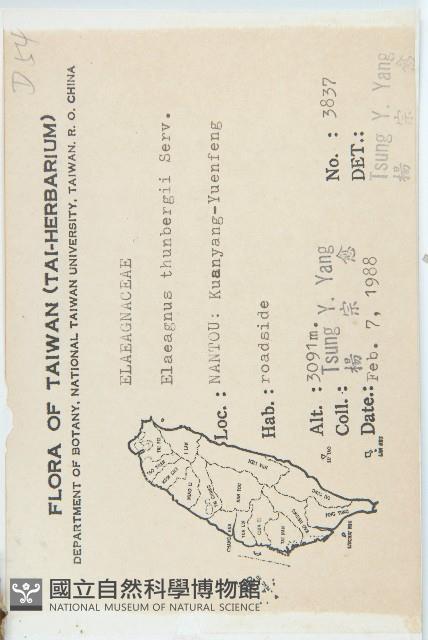 D54
FLORA OF TAIWAN (TAI-HERBARIUM)
DEPARTMENT OF BOTANY, NATIONAL TAIWAN UNIVERSITY, TAIWAN, R. O. CHINA
ELAEAGNACEAE
Elaeagnus thunbergii Serv.
Loc.: NANTOU: Kuanyang-Yuenfeng
Hab.: roadside
Alt.: 3091m. No.: 3837
Coll.: Tsung Y. Yang DET.: Tsung Y. Yang
楊 宗 愈 楊 宗 愈
Date.: Feb. 7, 1988
國立自然科學博物館
NATIONAL MUSEUM OF NATURAL SCIENCE